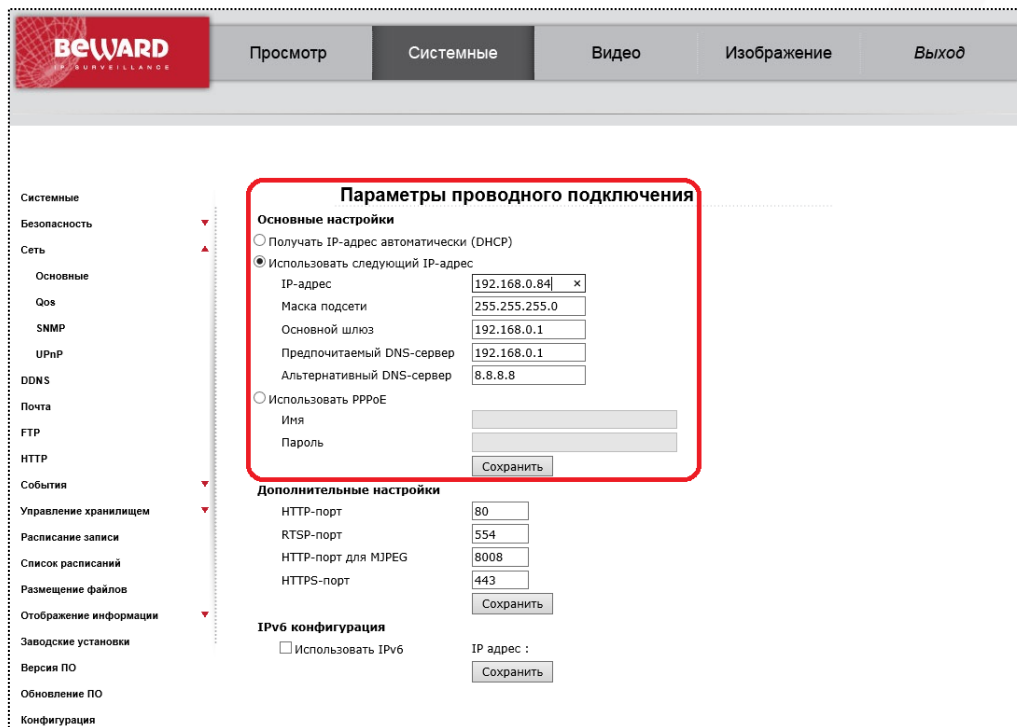 BEWARD
IP SURVEILLANCE
Просмотр
Системные
Видео
Изображение
Выход
Системные
Безопасность
Сеть
Основные
Qos
SNMP
UPnP
DDNS
Почта
FTP
HTTP
События
Управление хранилищем
Расписание записи
Список расписаний
Размещение файлов
Отображение информации
Заводские установки
Версия ПО
Обновление ПО
Конфигурация
Параметры проводного подключения
Основные настройки
Получать IP-адрес автоматически (DHCP)
Использовать следующий IP-адрес
IP-адрес 192.168.0.84 ×
Маска подсети 255.255.255.0
Основной шлюз 192.168.0.1
Предпочитаемый DNS-сервер 192.168.0.1
Альтернативный DNS-сервер 8.8.8.8
Использовать PPPoE
Имя
Пароль
Сохранить
Дополнительные настройки
HTTP-порт 80
RTSP-порт 554
HTTP-порт для MJPEG 8008
HTTPS-порт 443
Сохранить
IPv6 конфигурация
Использовать IPv6 IP адрес :
Сохранить